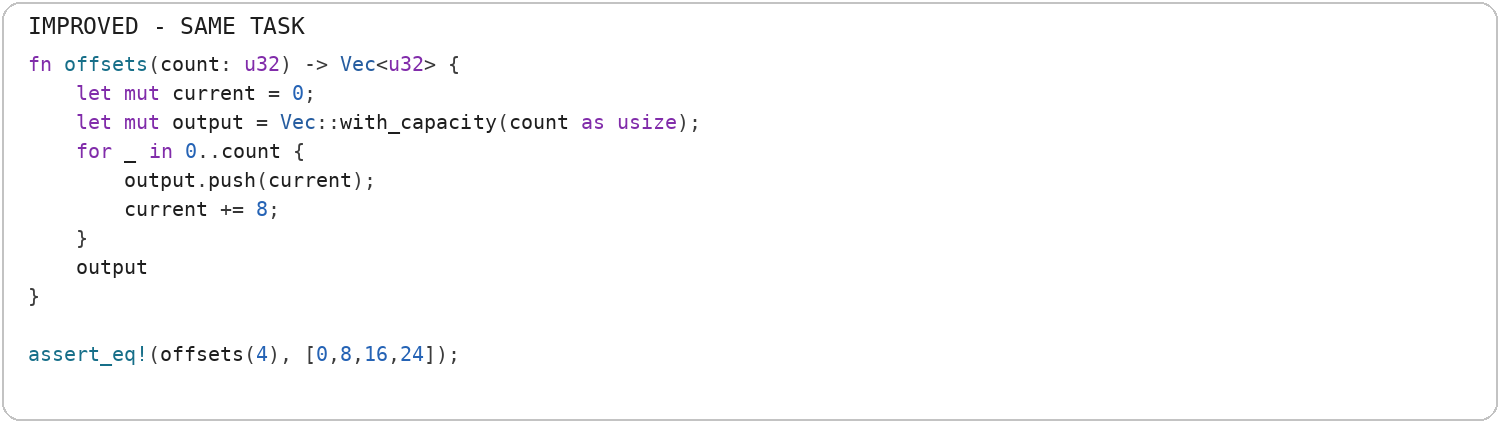 IMPROVED - SAME TASK
fn offsets(count: u32) -> Vec<u32> {
    let mut current = 0;
    let mut output = Vec::with_capacity(count as usize);
    for _ in 0..count {
        output.push(current);
        current += 8;
    }
    output
}

assert_eq!(offsets(4), [0,8,16,24]);